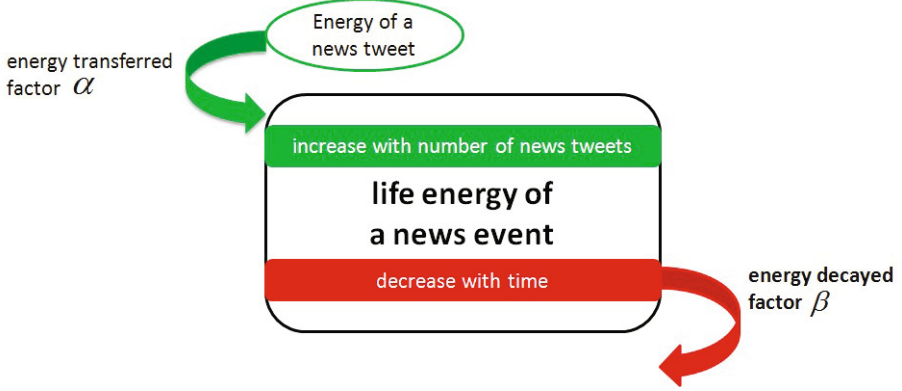 Energy of a
news tweet
energy transferred
factor α
increase with number of news tweets
life energy of
a news event
decrease with time
energy decayed
factor β